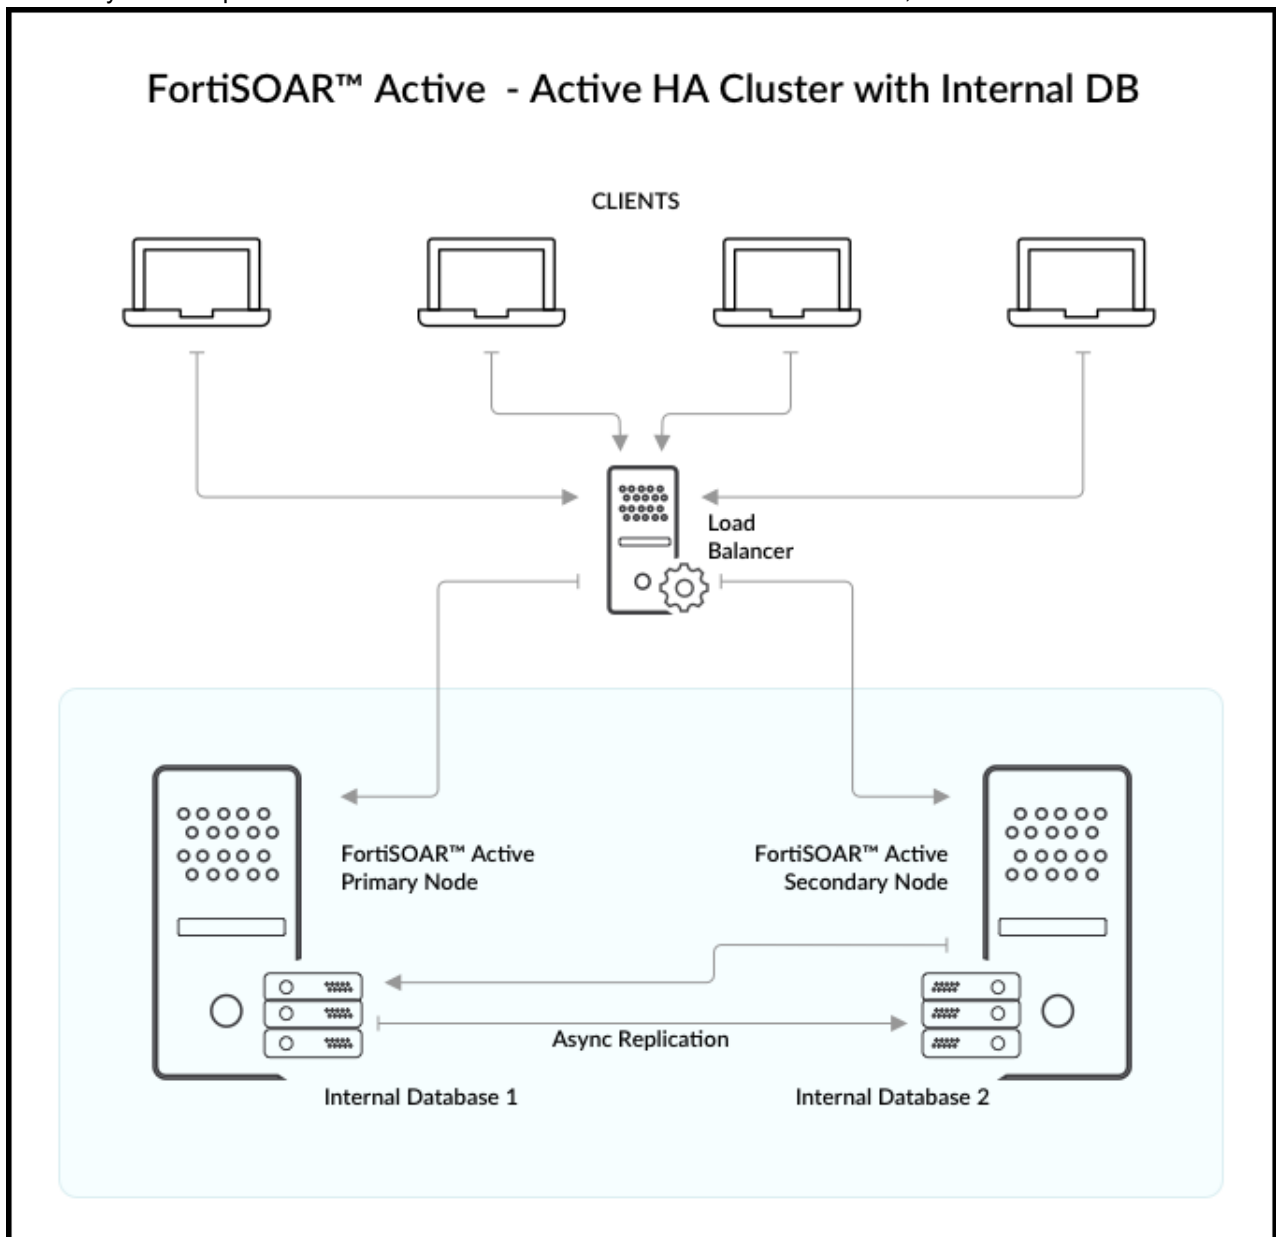 FortiSOAR™ Active - Active HA Cluster with Internal DB
CLIENTS
Load
Balancer
FortiSOAR™ Active
Primary Node
FortiSOAR™ Active
Secondary Node
Async Replication
Internal Database 1
Internal Database 2